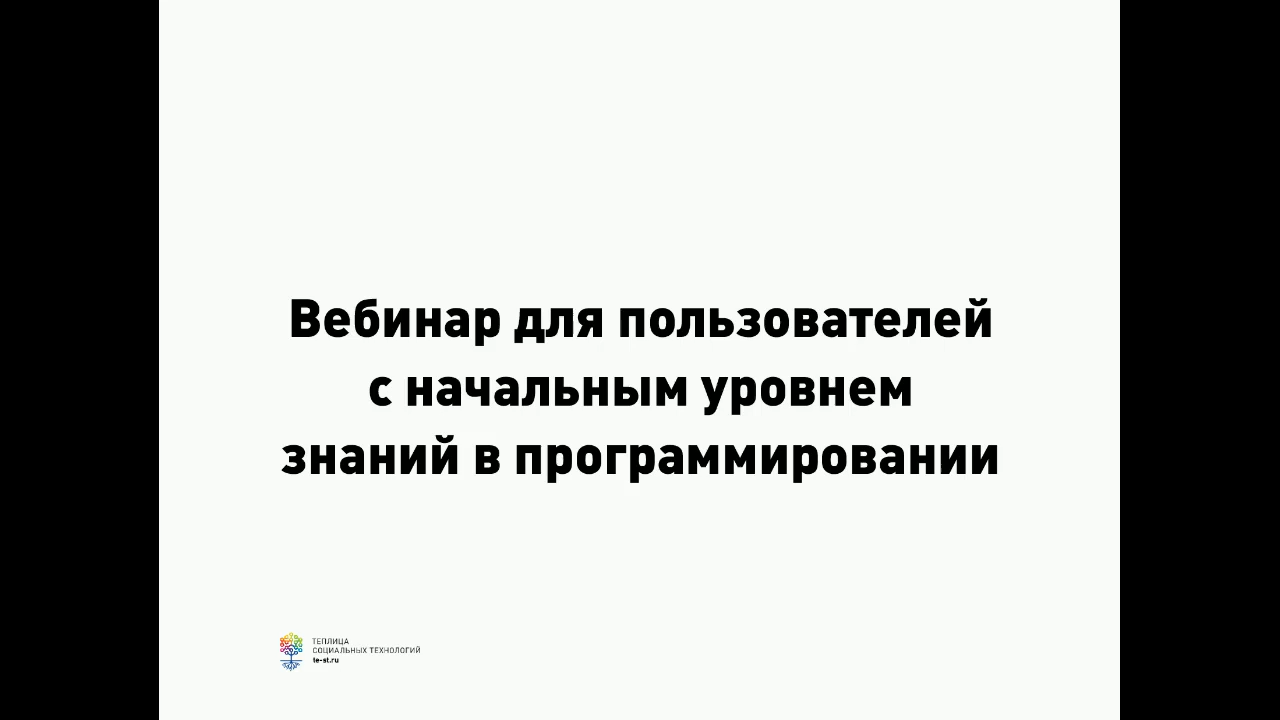 Вебинар для пользователей
с начальным уровнем
знаний в программировании
ТЕПЛИЦА
СОЦИАЛЬНЫХ ТЕХНОЛОГИЙ
te-st.ru